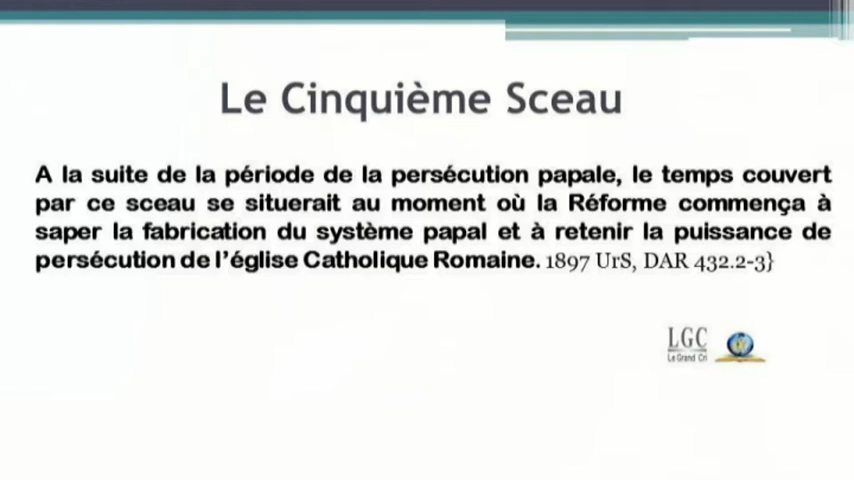 Le Cinquième Sceau
A la suite de la période de la persécution papale, le temps couvert
par ce sceau se situerait au moment où la Réforme commença à
saper la fabrication du système papal et à retenir la puissance de
persécution de l'église Catholique Romaine. 1897 UrS, DAR 432.2-3}
LGC
Le Grand Cri